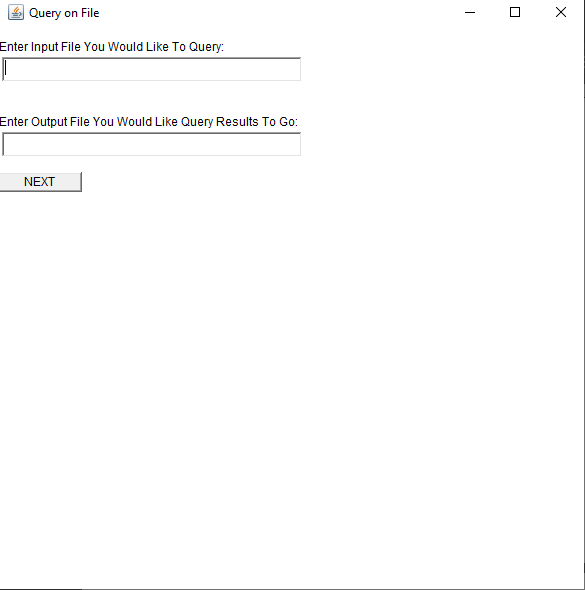 Query on File
Enter Input File You Would Like To Query:
Enter Output File You Would Like Query Results To Go:
NEXT